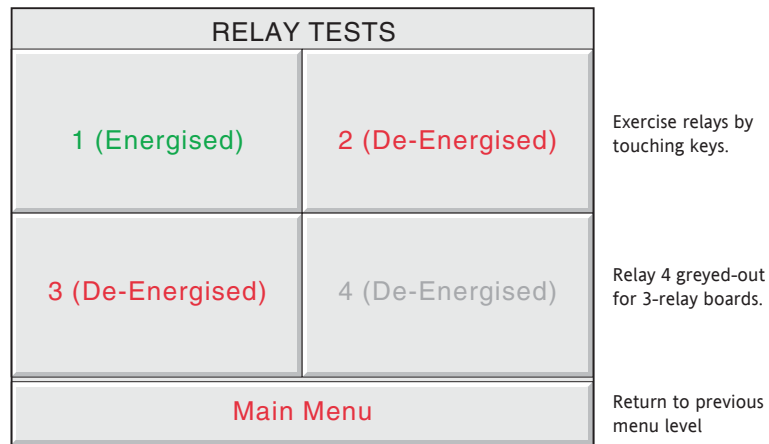 RELAY TESTS
1 (Energised)
2 (De-Energised)
Exercise relays by
touching keys.
3 (De-Energised)
4 (De-Energised)
Relay 4 greyed-out
for 3-relay boards.
Main Menu
Return to previous
menu level